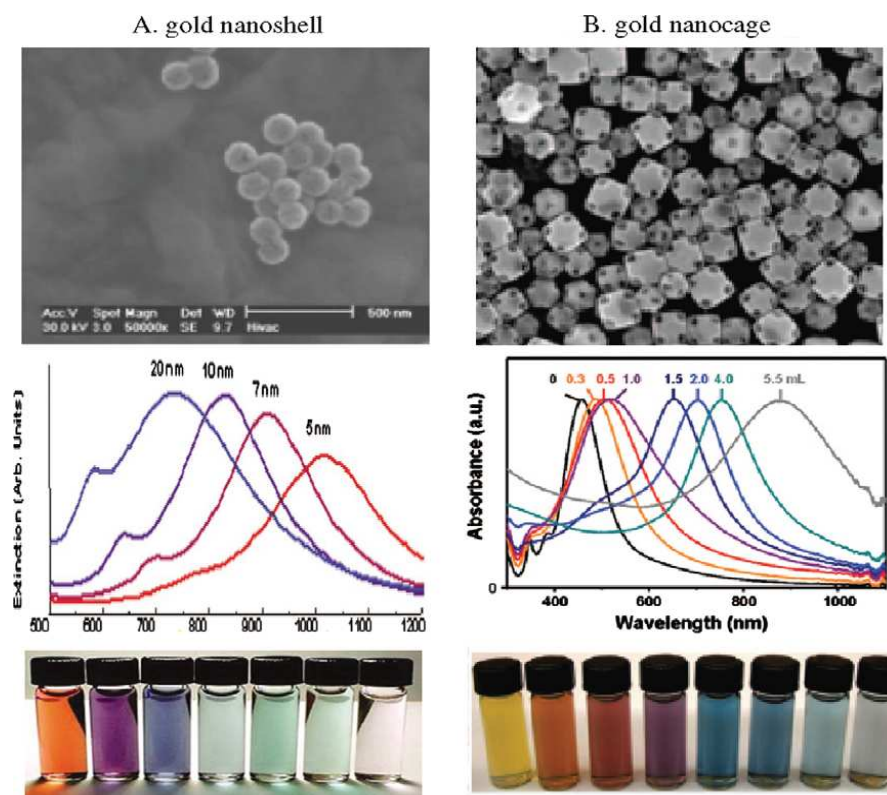 A. gold nanoshell
B. gold nanocage
Acc.V Spot Magn Det WD 500 nm
30.0 kV 3.0 50000x SE 9.7 Hivac
Extinction (Arb. Units)
20nm 10nm 7nm 5nm
500 600 700 800 900 1000 1100 1200
Absorbance (a.u.)
0 0.3 0.5 1.0 1.5 2.0 4.0 5.5 mL
0
400 600 800 1000
Wavelength (nm)